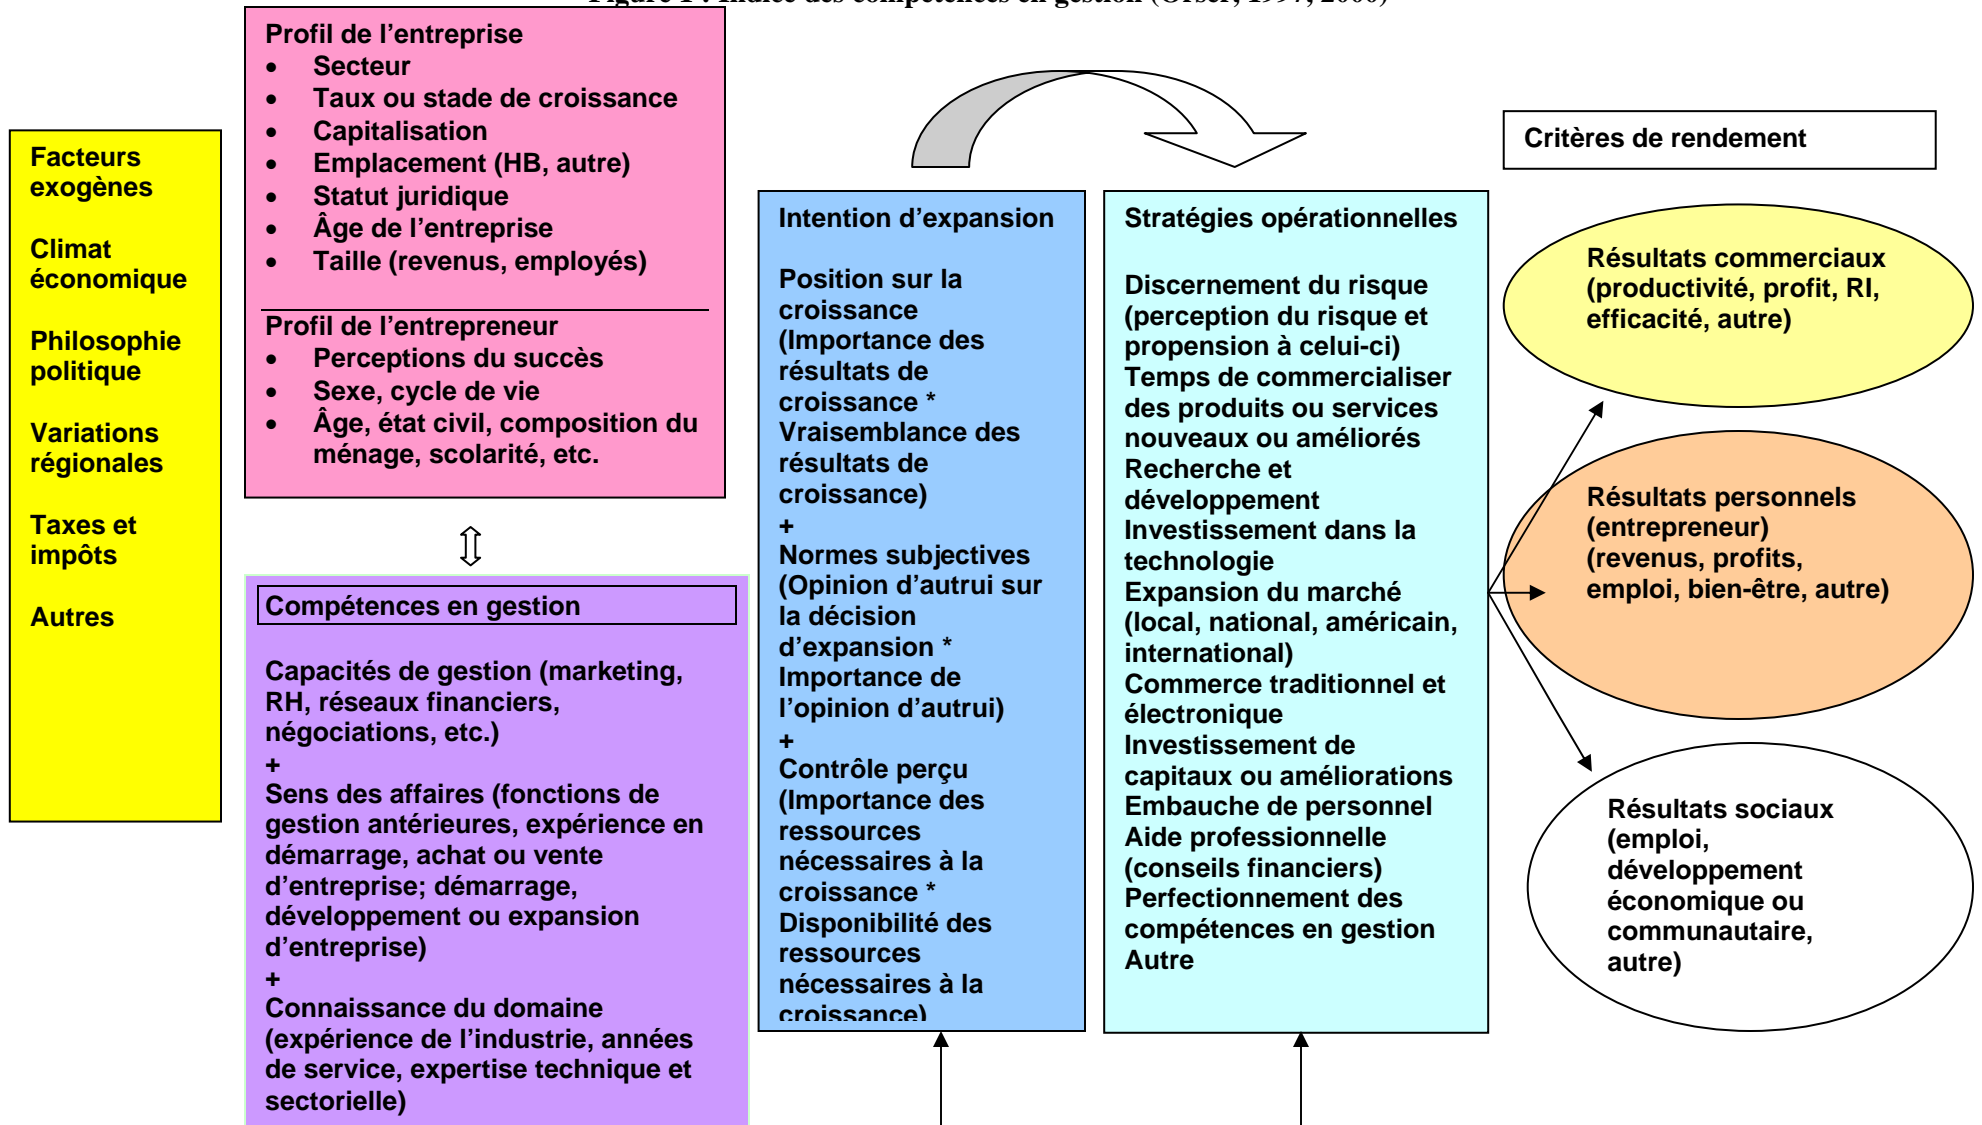 Figure 1 : Indice des compétences en gestion (Orser, 1997, 2000)
Facteurs
exogènes
Climat
économique
Philosophie
politique
Variations
régionales
Taxes et
impôts
Autres
Profil de l’entreprise
• Secteur
• Taux ou stade de croissance
• Capitalisation
• Emplacement (HB, autre)
• Statut juridique
• Âge de l’entreprise
• Taille (revenus, employés)
Profil de l’entrepreneur
• Perceptions du succès
• Sexe, cycle de vie
• Âge, état civil, composition du
ménage, scolarité, etc.
Compétences en gestion
Capacités de gestion (marketing,
RH, réseaux financiers,
négociations, etc.)
+
Sens des affaires (fonctions de
gestion antérieures, expérience en
démarrage, achat ou vente
d’entreprise; démarrage,
développement ou expansion
d’entreprise)
+
Connaissance du domaine
(expérience de l’industrie, années
de service, expertise technique et
sectorielle)
Intention d’expansion
Position sur la
croissance
(Importance des
résultats de
croissance *
Vraisemblance des
résultats de
croissance)
+
Normes subjectives
(Opinion d’autrui sur
la décision
d’expansion *
Importance de
l’opinion d’autrui)
+
Contrôle perçu
(Importance des
ressources
nécessaires à la
croissance *
Disponibilité des
ressources
nécessaires à la
croissance)
Stratégies opérationnelles
Discernement du risque
(perception du risque et
propension à celui-ci)
Temps de commercialiser
des produits ou services
nouveaux ou améliorés
Recherche et
développement
Investissement dans la
technologie
Expansion du marché
(local, national, américain,
international)
Commerce traditionnel et
électronique
Investissement de
capitaux ou améliorations
Embauche de personnel
Aide professionnelle
(conseils financiers)
Perfectionnement des
compétences en gestion
Autre
Critères de rendement
Résultats commerciaux
(productivité, profit, RI,
efficacité, autre)
Résultats personnels
(entrepreneur)
(revenus, profits,
emploi, bien-être, autre)
Résultats sociaux
(emploi,
développement
économique ou
communautaire,
autre)